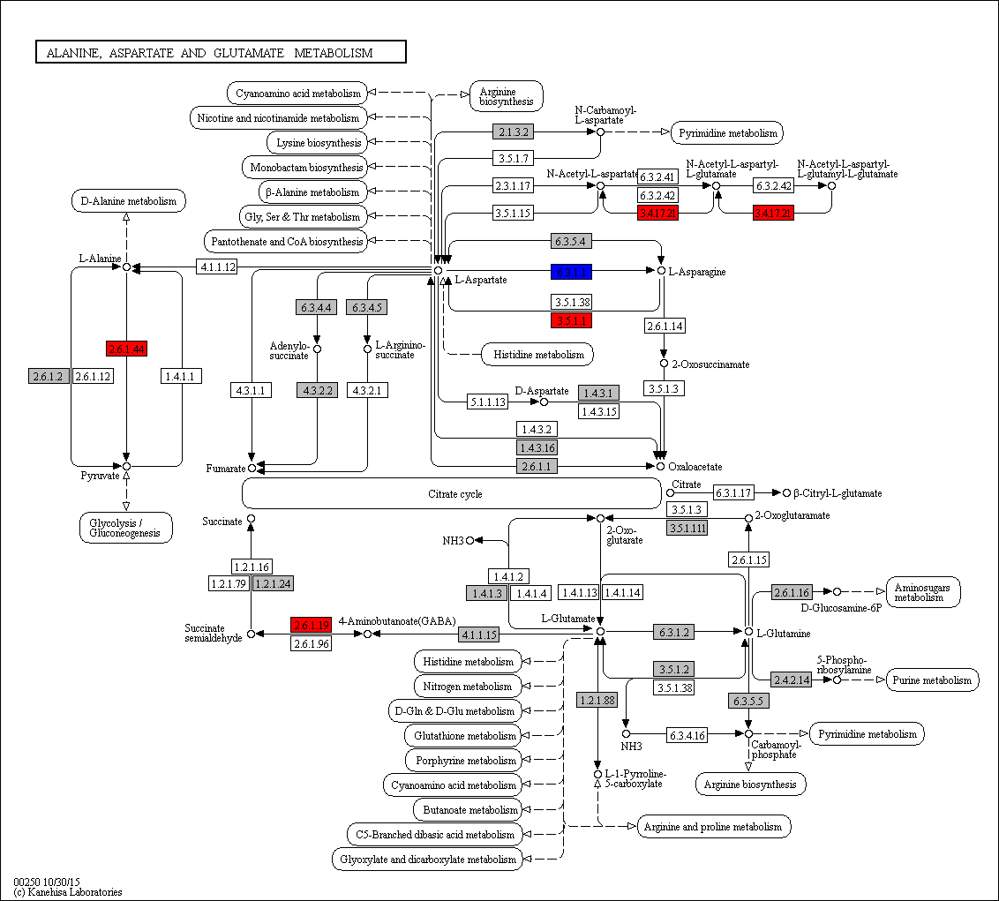 ALANINE, ASPARTATE AND GLUTAMATE METABOLISM
Cyanoamino acid metabolism
Arginine
biosynthesis
Nicotine and nicotinamide metabolism
N-Carbamoyl-
L-aspartate
2.1.3.2
Pyrimidine metabolism
Lysine biosynthesis
3.5.1.7
Monobactam biosynthesis
N-Acetyl-L-aspartate
6.3.2.41
N-Acetyl-L-aspartyl-
L-glutamate
N-Acetyl-L-aspartyl-
L-glutamyl-L-glutamate
β-Alanine metabolism
2.3.1.17
6.3.2.42
6.3.2.42
D-Alanine metabolism
Gly, Ser & Thr metabolism
3.5.1.15
3.4.17.21
3.4.17.21
Pantothenate and CoA biosynthesis
6.3.5.4
L-Alanine
4.1.1.12
L-Aspartate
6.3.1.1
L-Asparagine
6.3.4.4
6.3.4.5
3.5.1.38
3.5.1.1
2.6.1.14
2.6.1.44
Adenylo-
succinate
L-Arginino-
succinate
Histidine metabolism
2-Oxosuccinamate
2.6.1.2
2.6.1.12
1.4.1.1
4.3.1.1
4.3.2.2
4.3.2.1
D-Aspartate
1.4.3.1
3.5.1.3
5.1.1.13
1.4.3.15
1.4.3.2
1.4.3.16
Pyruvate
Fumarate
2.6.1.1
Oxaloacetate
Citrate cycle
Citrate
6.3.1.17
β-Citryl-L-glutamate
Glycolysis /
Gluconeogenesis
Succinate
2-Oxo-
glutarate
3.5.1.3
3.5.1.111
2-Oxoglutaramate
NH3
1.2.1.16
1.2.1.79
1.2.1.24
1.4.1.2
1.4.1.3
1.4.1.4
1.4.1.13
1.4.1.14
2.6.1.15
2.6.1.16
D-Glucosamine-6P
Aminosugars
metabolism
Succinate
semialdehyde
2.6.1.19
2.6.1.96
4-Aminobutanoate(GABA)
4.1.1.15
L-Glutamate
6.3.1.2
L-Glutamine
Histidine metabolism
3.5.1.2
3.5.1.38
5-Phospho-
ribosylamine
2.4.2.14
Purine metabolism
Nitrogen metabolism
D-Gln & D-Glu metabolism
1.2.1.88
6.3.5.5
Glutathione metabolism
NH3
6.3.4.16
Carbamoyl-
phosphate
Pyrimidine metabolism
Porphyrine metabolism
L-1-Pyrroline-
5-carboxylate
Cyanoamino acid metabolism
Arginine biosynthesis
Butanoate metabolism
Arginine and proline metabolism
C5-Branched dibasic acid metabolism
Glyoxylate and dicarboxylate metabolism
00250 10/30/15
(c) Kanehisa Laboratories